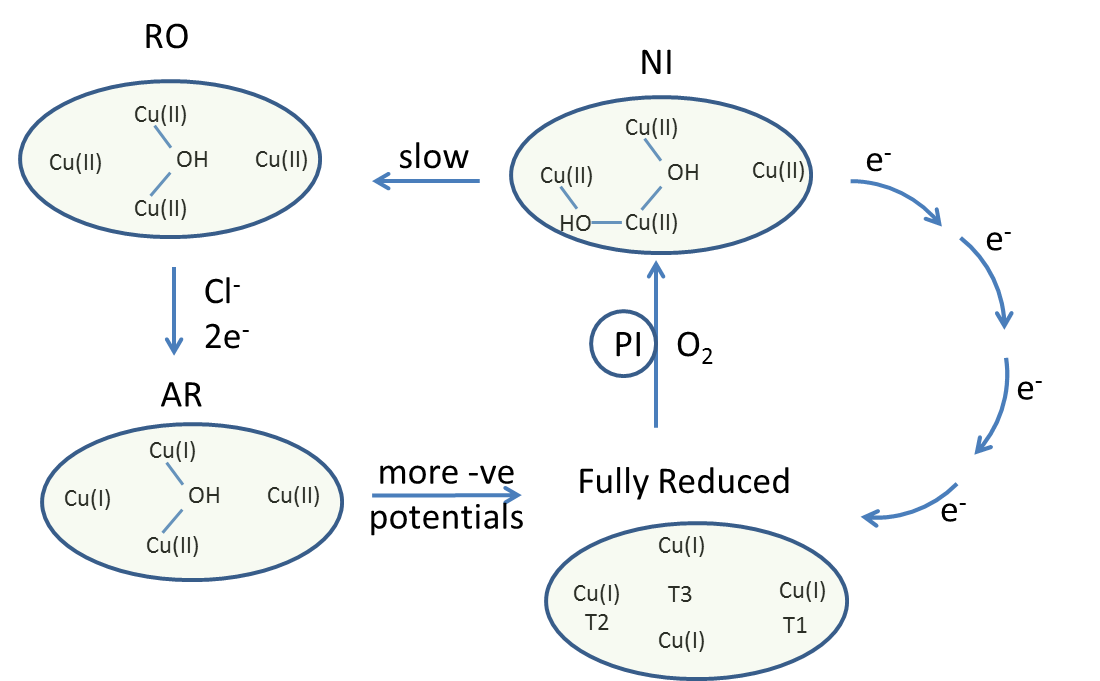 RO
Cu(II)
Cu(II)
OH
Cu(II)
Cu(II)
slow
NI
Cu(II)
Cu(II)
OH
Cu(II)
HO
Cu(II)
e⁻
e⁻
e⁻
e⁻
Cl⁻
2e⁻
PI
O₂
AR
Cu(I)
Cu(I)
OH
Cu(II)
Cu(II)
more -ve
potentials
Fully Reduced
Cu(I)
Cu(I)
T3
Cu(I)
T2
T1
Cu(I)